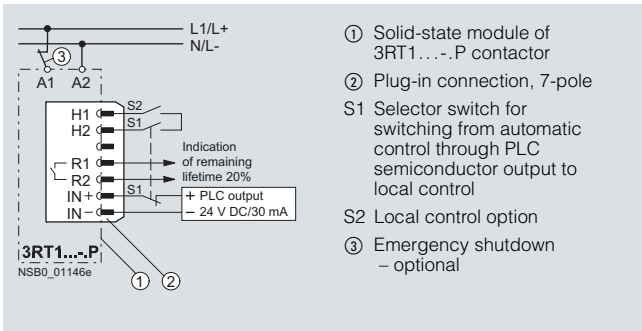 L1/L+
N/L-
③
A1 A2
H1 S2
H2 S1
Indication
R1 of remaining
R2 lifetime 20%
IN+ S1 + PLC output
IN− − 24 V DC/30 mA
3RT1...-.P
NSB0_01146e
① ②
① Solid-state module of
3RT1...-.P contactor
② Plug-in connection, 7-pole
S1 Selector switch for
switching from automatic
control through PLC
semiconductor output to
local control
S2 Local control option
③ Emergency shutdown
– optional